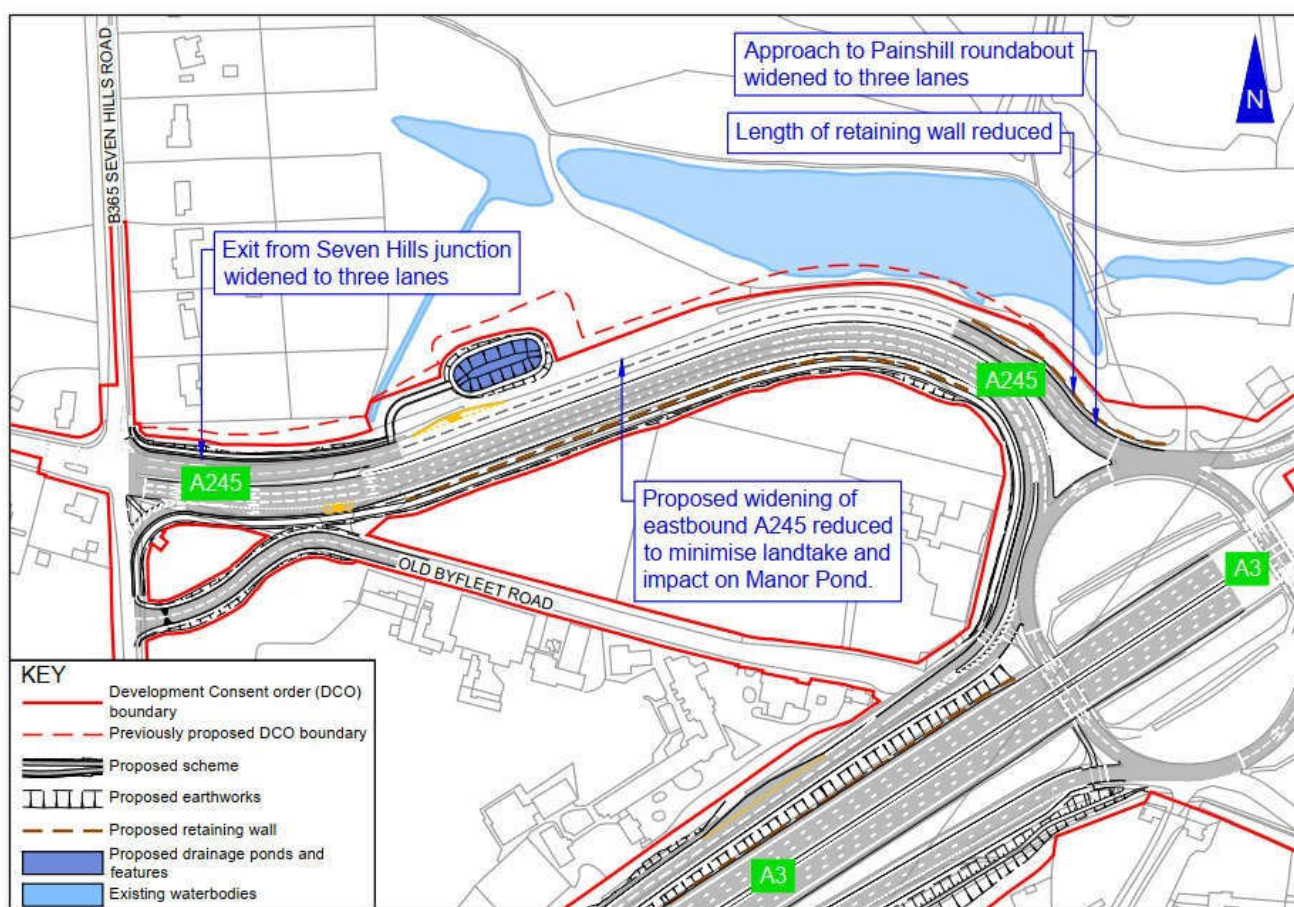 Approach to Painshill roundabout
widened to three lanes
N
Length of retaining wall reduced
B365 SEVEN HILLS ROAD
Exit from Seven Hills junction
widened to three lanes
A245
A245
Proposed widening of
eastbound A245 reduced
to minimise landtake and
impact on Manor Pond.
OLD BYFLEET ROAD
A3
A3
KEY
Development Consent order (DCO)
boundary
Previously proposed DCO boundary
Proposed scheme
Proposed earthworks
Proposed retaining wall
Proposed drainage ponds and
features
Existing waterbodies